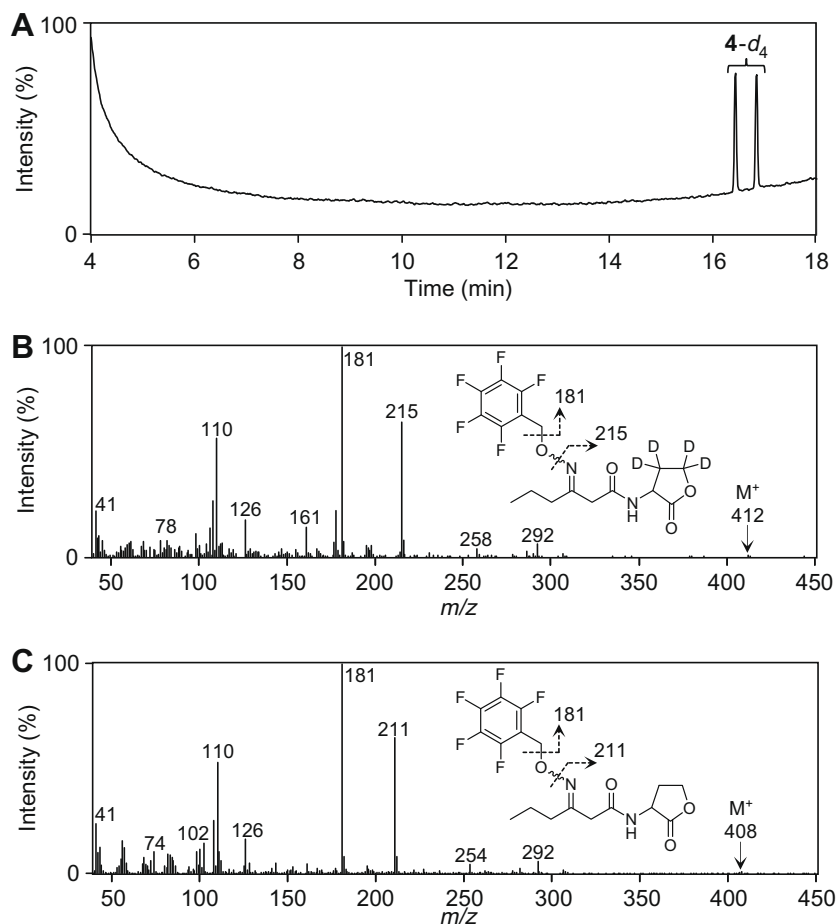 A
100
Intensity (%)
0
4-d4
4 6 8 10 12 14 16 18
Time (min)
B
100
Intensity (%)
0
41
78
110
126
161
181
215
258
292
M+
412
F
F
F
F
F
181
O
215
N
O
N
H
D
D
D
D
O
O
50 100 150 200 250 300 350 400 450
m/z
C
100
Intensity (%)
0
41
74
102
110
126
181
211
254
292
M+
408
F
F
F
F
F
181
O
211
N
O
N
H
O
O
50 100 150 200 250 300 350 400 450
m/z